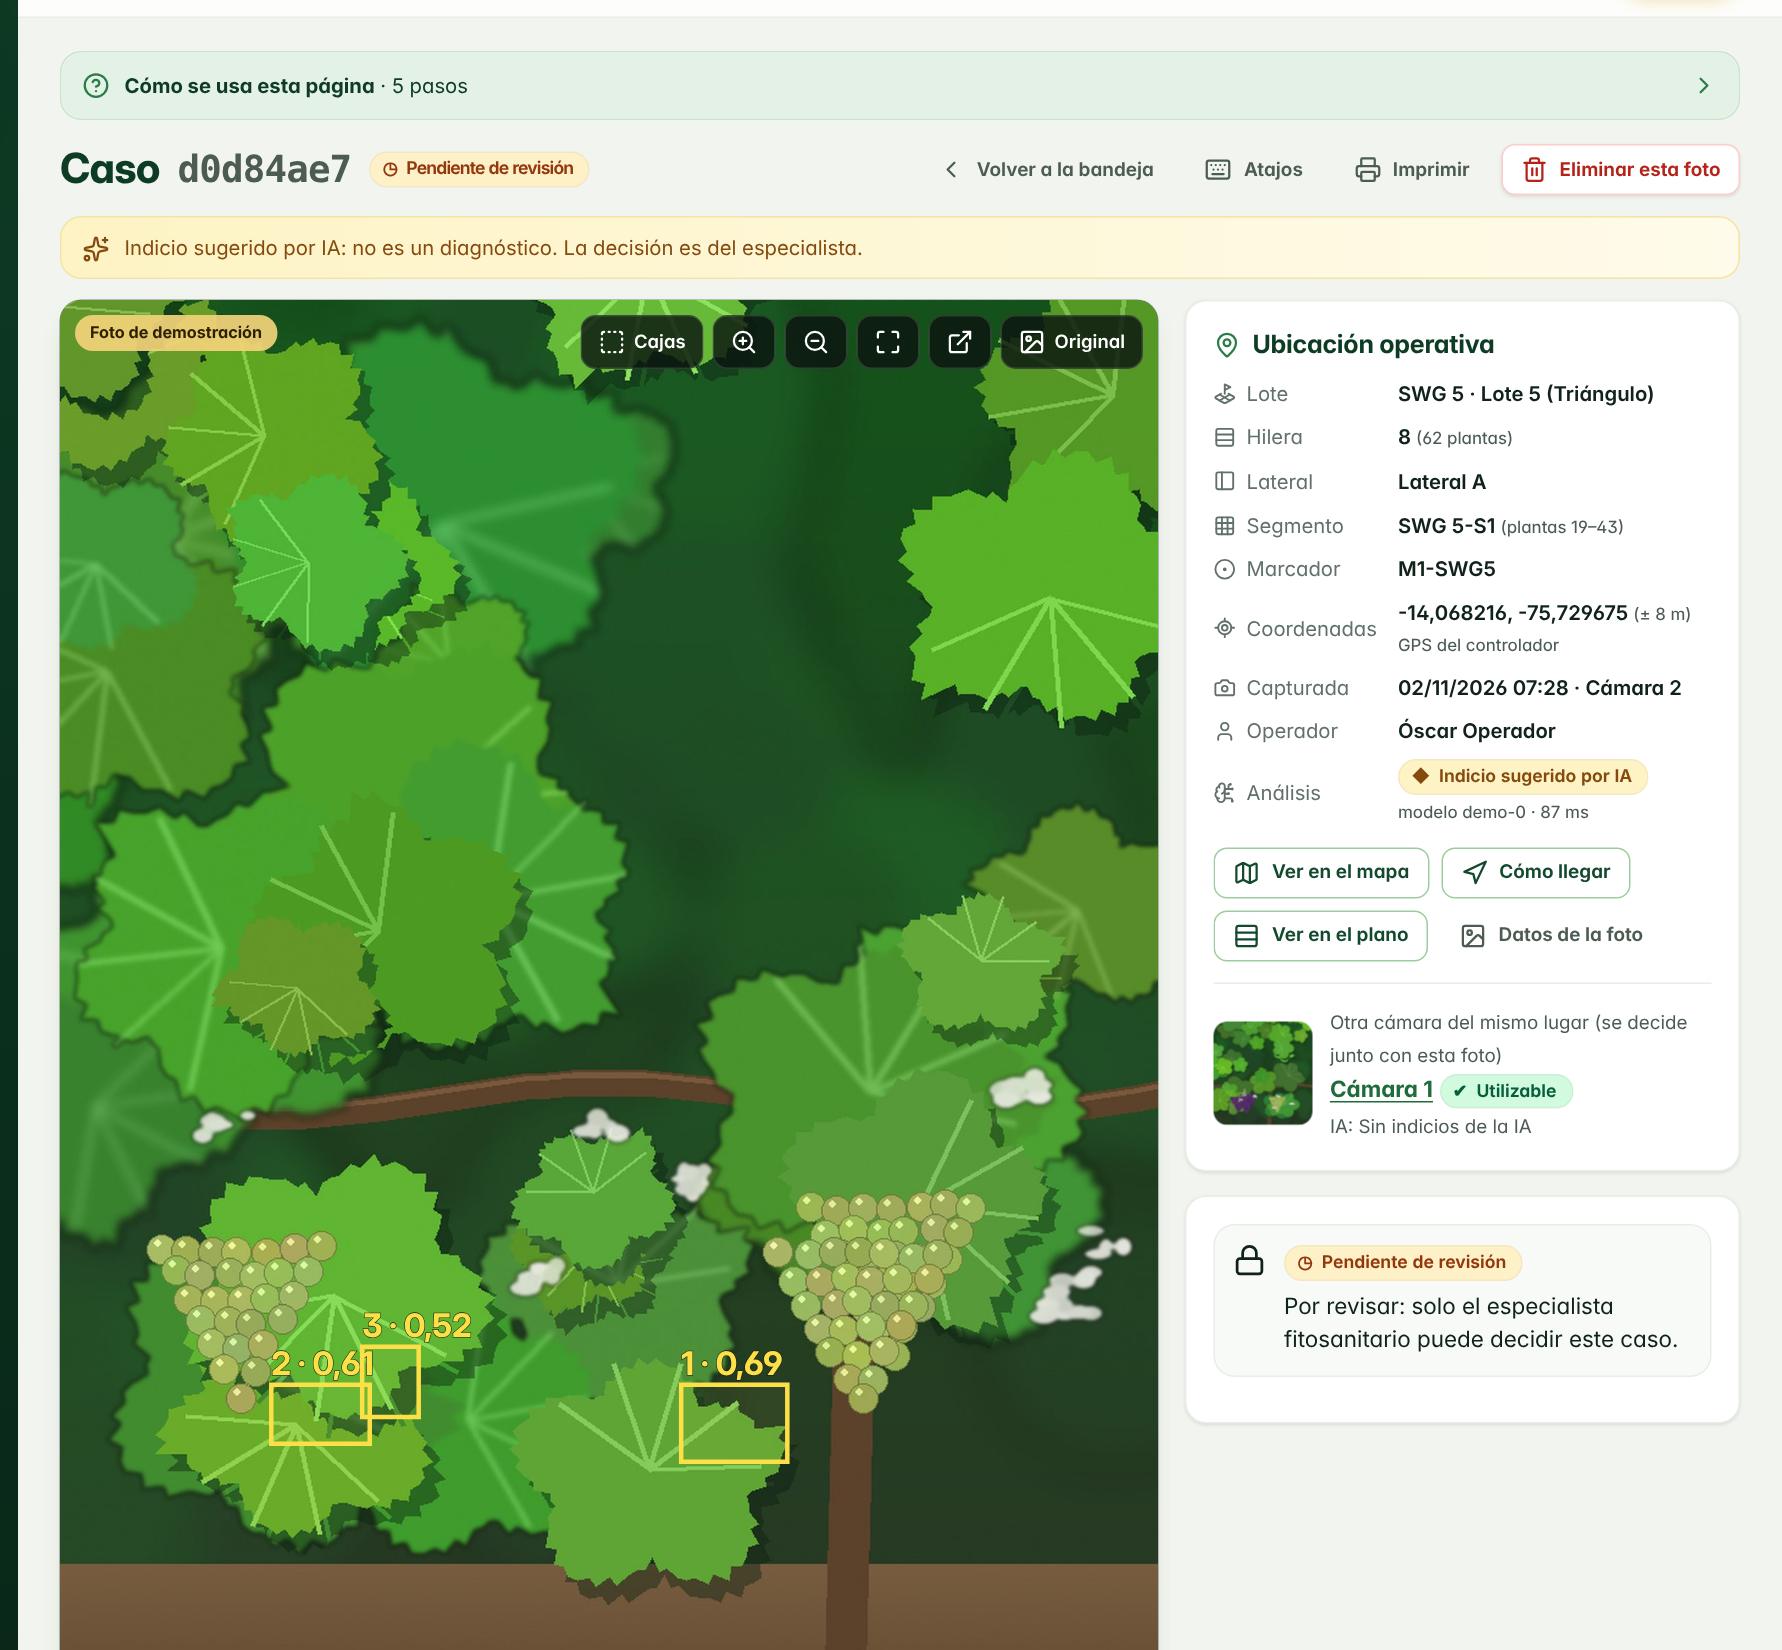 Cómo se usa esta página · 5 pasos
Caso d0d84ae7
Pendiente de revisión
Volver a la bandeja
Atajos
Imprimir
Eliminar esta foto
Indicio sugerido por IA: no es un diagnóstico. La decisión es del especialista.
Foto de demostración
Cajas
Original
3 · 0,52
2 · 0,61
1 · 0,69
Ubicación operativa
Lote SWG 5 · Lote 5 (Triángulo)
Hilera 8 (62 plantas)
Lateral Lateral A
Segmento SWG 5-S1 (plantas 19–43)
Marcador M1-SWG5
Coordenadas -14,068216, -75,729675 (± 8 m)
GPS del controlador
Capturada 02/11/2026 07:28 · Cámara 2
Operador Óscar Operador
Análisis ◆ Indicio sugerido por IA
modelo demo-0 · 87 ms
Ver en el mapa
Cómo llegar
Ver en el plano
Datos de la foto
Otra cámara del mismo lugar (se decide
junto con esta foto)
Cámara 1 ✔ Utilizable
IA: Sin indicios de la IA
Pendiente de revisión
Por revisar: solo el especialista
fitosanitario puede decidir este caso.